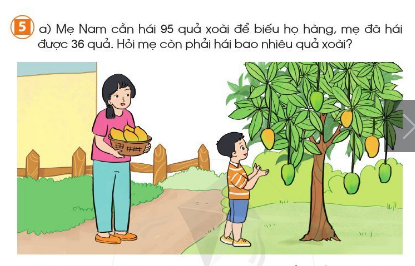 5 a) Mẹ Nam cần hái 95 quả xoài để biếu họ hàng, mẹ đã hái
được 36 quả. Hỏi mẹ còn phải hái bao nhiêu quả xoài?